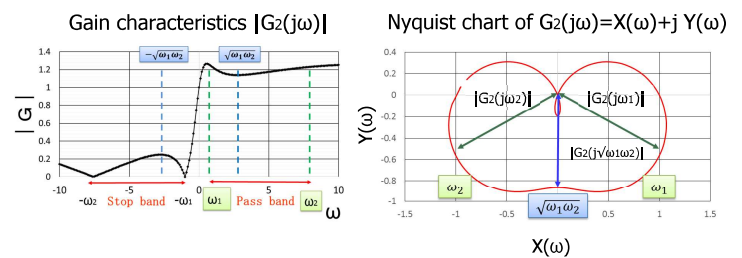 Gain characteristics |G2(jω)|
-√ω₁ω₂
√ω₁ω₂
1.4
1.2
1
0.8
0.6
0.4
0.2
0
|G|
-10
-5
0
5
10
-ω₂
Stop band
-ω₁
ω₁
Pass band
ω₂
ω
Nyquist chart of G₂(jω)=X(ω)+j Y(ω)
0.4
0.2
0
-0.2
-0.4
-0.6
-0.8
-1
Y(ω)
|G₂(jω2)|
|G₂(jω1)|
|G₂(j√ω1ω2)|
ω₂
√ω₁ω₂
ω₁
-1.5
-1
-0.5
0
0.5
1
1.5
X(ω)